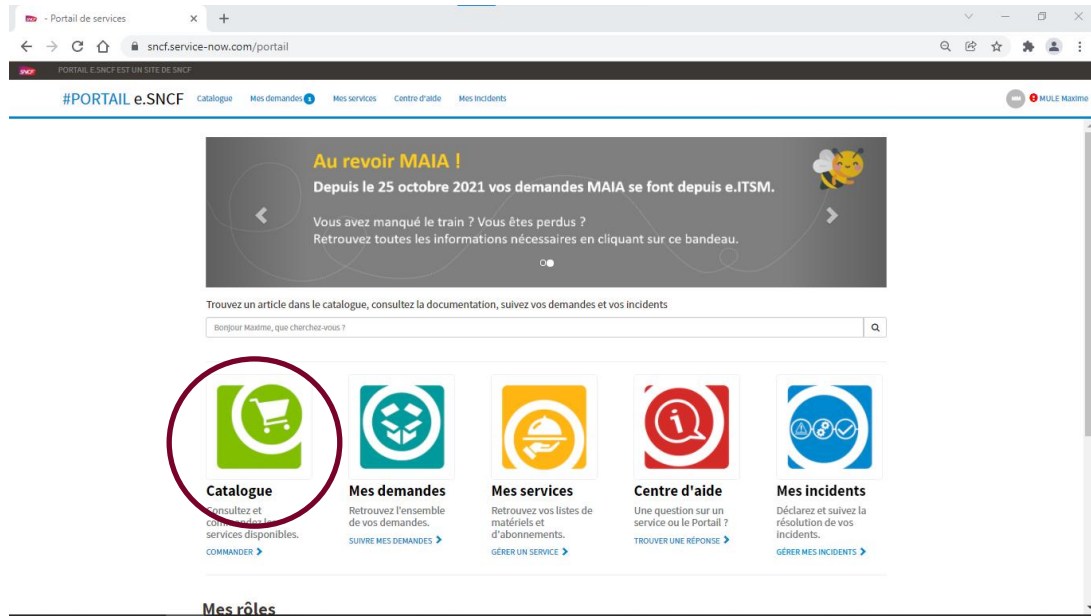 - Portail de services
sncf.service-now.com/portail
SNCF PORTAIL E.SNCF EST UN SITE DE SNCF
#PORTAIL e.SNCF Catalogue Mes demandes 1 Mes services Centre d'aide Mes incidents MM MULE Maxime
Au revoir MAIA !
Depuis le 25 octobre 2021 vos demandes MAIA se font depuis e.ITSM.
Vous avez manqué le train ? Vous êtes perdus ?
Retrouvez toutes les informations nécessaires en cliquant sur ce bandeau.
Trouvez un article dans le catalogue, consultez la documentation, suivez vos demandes et vos incidents
Bonjour Maxime, que cherchez-vous ?
Catalogue
Consultez et
commandez les
services disponibles.
COMMANDER
Mes demandes
Retrouvez l'ensemble
de vos demandes.
SUIVRE MES DEMANDES
Mes services
Retrouvez vos listes de
matériels et
d'abonnements.
GÉRER UN SERVICE
Centre d'aide
Une question sur un
service ou le Portail ?
TROUVER UNE RÉPONSE
Mes incidents
Déclarez et suivez la
résolution de vos
incidents.
GÉRER MES INCIDENTS
Mes rôles